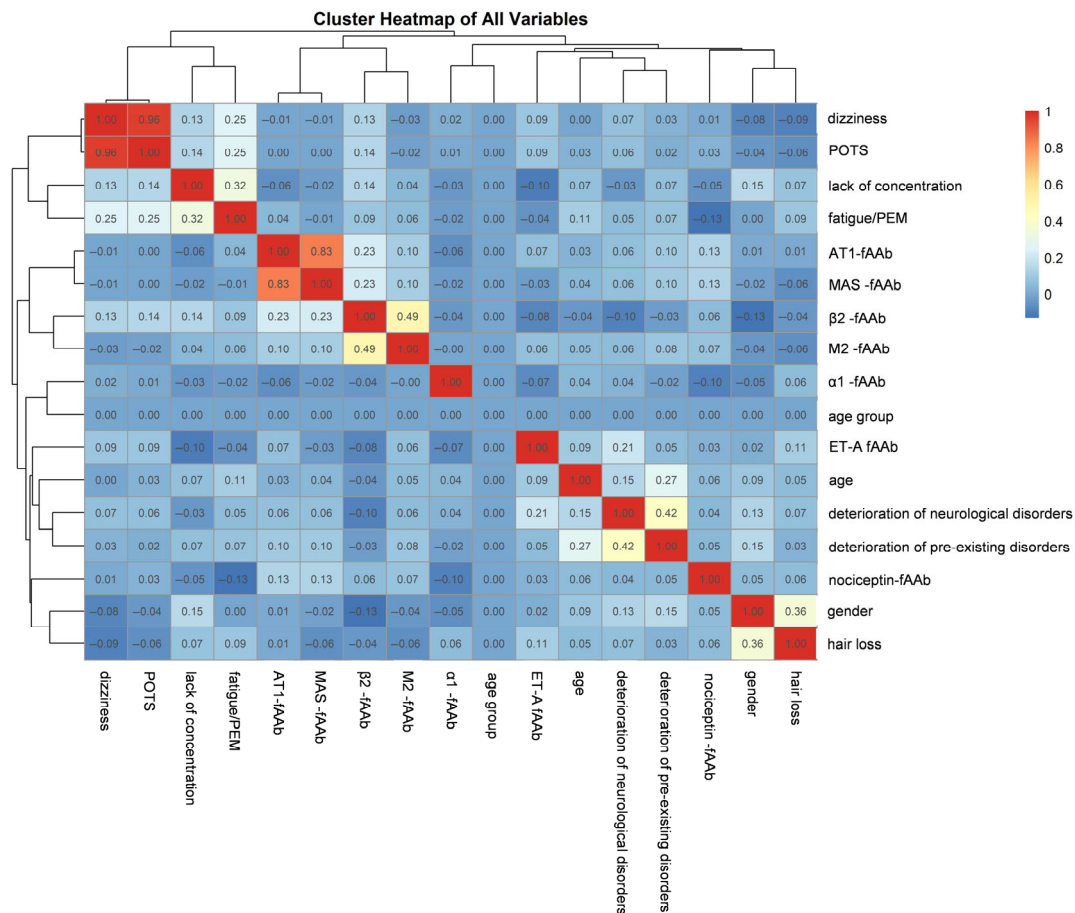 Cluster Heatmap of All Variables
1.00 0.96 0.13 0.25 −0.01 −0.01 0.13 −0.03 0.02 0.00 0.09 0.00 0.07 0.03 0.01 −0.08 −0.09 dizziness
0.96 1.00 0.14 0.25 0.00 0.00 0.14 −0.02 0.01 0.00 0.09 0.03 0.06 0.02 0.03 −0.04 −0.06 POTS
0.13 0.14 1.00 0.32 −0.06 −0.02 0.14 0.04 −0.03 0.00 −0.10 0.07 −0.03 0.07 −0.05 0.15 0.07 lack of concentration
0.25 0.25 0.32 1.00 0.04 −0.01 0.09 0.06 −0.02 0.00 −0.04 0.11 0.05 0.07 −0.13 0.00 0.09 fatigue/PEM
−0.01 0.00 −0.06 0.04 1.00 0.83 0.23 0.10 −0.06 0.00 0.07 0.03 0.06 0.10 0.13 0.01 0.01 AT1-fAAb
−0.01 0.00 −0.02 −0.01 0.83 1.00 0.23 0.10 −0.02 0.00 −0.03 0.04 0.06 0.10 0.13 −0.02 −0.06 MAS -fAAb
0.13 0.14 0.14 0.09 0.23 0.23 1.00 0.49 −0.04 0.00 −0.08 −0.04 −0.10 −0.03 0.06 −0.13 −0.04 β2 -fAAb
−0.03 −0.02 0.04 0.06 0.10 0.10 0.49 1.00 −0.00 0.00 0.06 0.05 0.06 0.08 0.07 −0.04 −0.06 M2 -fAAb
0.02 0.01 −0.03 −0.02 −0.06 −0.02 −0.04 −0.00 1.00 0.00 −0.07 0.04 0.04 −0.02 −0.10 −0.05 0.06 α1 -fAAb
0.00 0.00 0.00 0.00 0.00 0.00 0.00 0.00 0.00 0.00 0.00 0.00 0.00 0.00 0.00 0.00 0.00 age group
0.09 0.09 −0.10 −0.04 0.07 −0.03 −0.08 0.06 −0.07 0.00 1.00 0.09 0.21 0.05 0.03 0.02 0.11 ET-A fAAb
0.00 0.03 0.07 0.11 0.03 0.04 −0.04 0.05 0.04 0.00 0.09 1.00 0.15 0.27 0.06 0.09 0.05 age
0.07 0.06 −0.03 0.05 0.06 0.06 −0.10 0.06 0.04 0.00 0.21 0.15 1.00 0.42 0.04 0.13 0.07 deterioration of neurological disorders
0.03 0.02 0.07 0.07 0.10 0.10 −0.03 0.08 −0.02 0.00 0.05 0.27 0.42 1.00 0.05 0.15 0.03 deterioration of pre-existing disorders
0.01 0.03 −0.05 −0.13 0.13 0.13 0.06 0.07 −0.10 0.00 0.03 0.06 0.04 0.05 1.00 0.05 0.06 nociceptin-fAAb
−0.08 −0.04 0.15 0.00 0.01 −0.02 −0.13 −0.04 −0.05 0.00 0.02 0.09 0.13 0.15 0.05 1.00 0.36 gender
−0.09 −0.06 0.07 0.09 0.01 −0.06 −0.04 −0.06 0.06 0.00 0.11 0.05 0.07 0.03 0.06 0.36 1.00 hair loss
dizziness
POTS
lack of concentration
fatigue/PEM
AT1-fAAb
MAS -fAAb
β2 -fAAb
M2 -fAAb
α1 -fAAb
age group
ET-A fAAb
age
deterioration of neurological disorders
deterioration of pre-existing disorders
nociceptin -fAAb
gender
hair loss
1
0.8
0.6
0.4
0.2
0